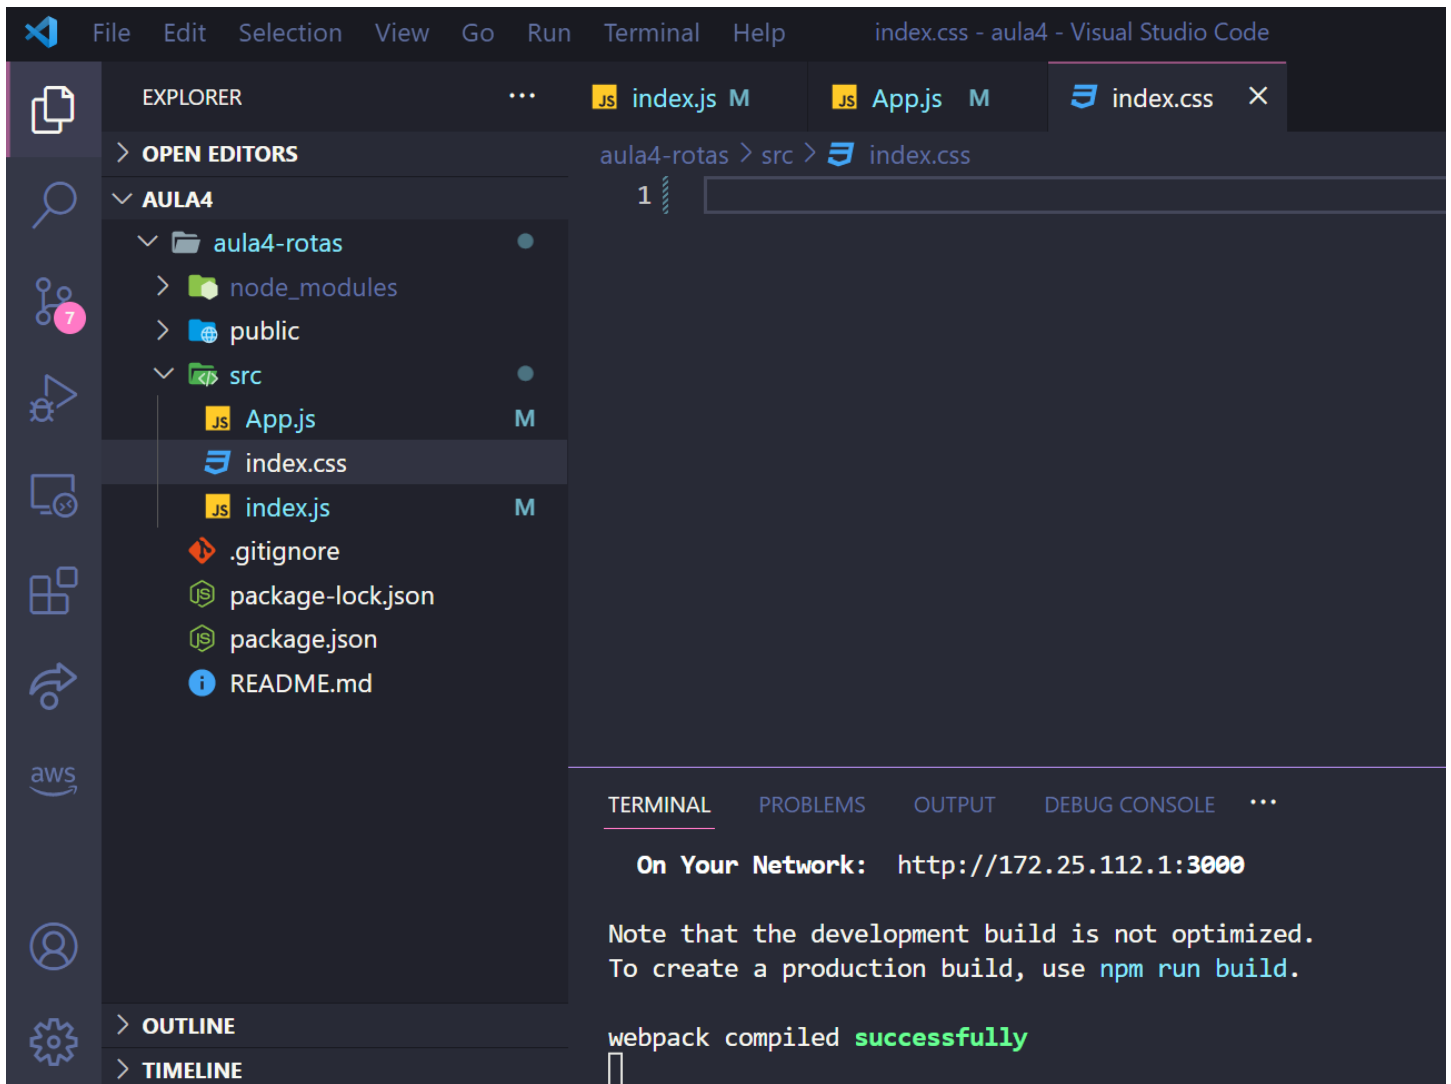 File Edit Selection View Go Run Terminal Help index.css - aula4 - Visual Studio Code
EXPLORER ...
OPEN EDITORS
AULA4
aula4-rotas
node_modules
public
src
App.js M
index.css
index.js M
.gitignore
package-lock.json
package.json
README.md
OUTLINE
TIMELINE
7
aws
JS index.js M JS App.js M index.css ×
aula4-rotas > src > index.css
1
TERMINAL PROBLEMS OUTPUT DEBUG CONSOLE ...
On Your Network: http://172.25.112.1:3000
Note that the development build is not optimized.
To create a production build, use npm run build.
webpack compiled successfully